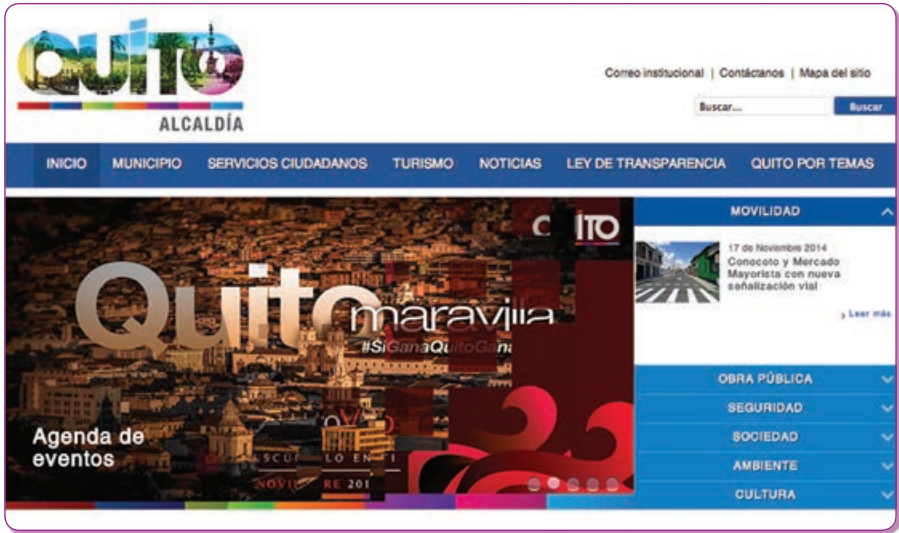 QUITO
ALCALDÍA
Correo institucional | Contáctanos | Mapa del sitio
Buscar... Buscar
INICIO MUNICIPIO SERVICIOS CIUDADANOS TURISMO NOTICIAS LEY DE TRANSPARENCIA QUITO POR TEMAS
Quito
maravilla
#SiGanaQuitoGana
Agenda de
eventos
MOVILIDAD
17 de Noviembre 2014
Conocoto y Mercado
Mayorista con nueva
señalización vial
Leer más
OBRA PÚBLICA
SEGURIDAD
SOCIEDAD
AMBIENTE
CULTURA